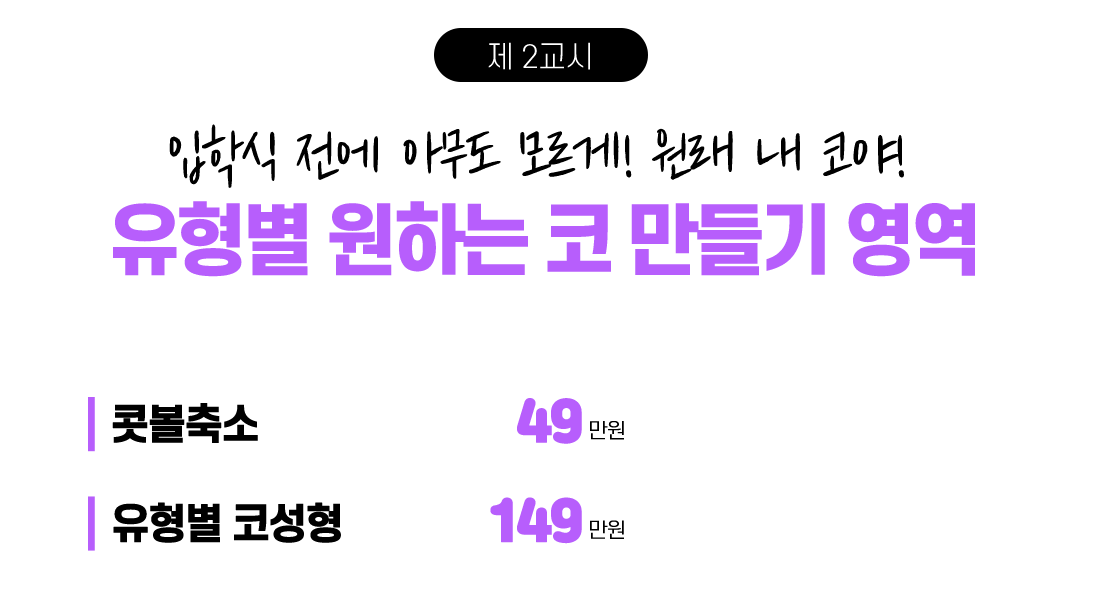 제 2교시
입학식 전에 아무도 모르게! 원래 내 코야!
유형별 원하는 코 만들기 영역
콧볼축소 49 만원
유형별 코성형 149 만원